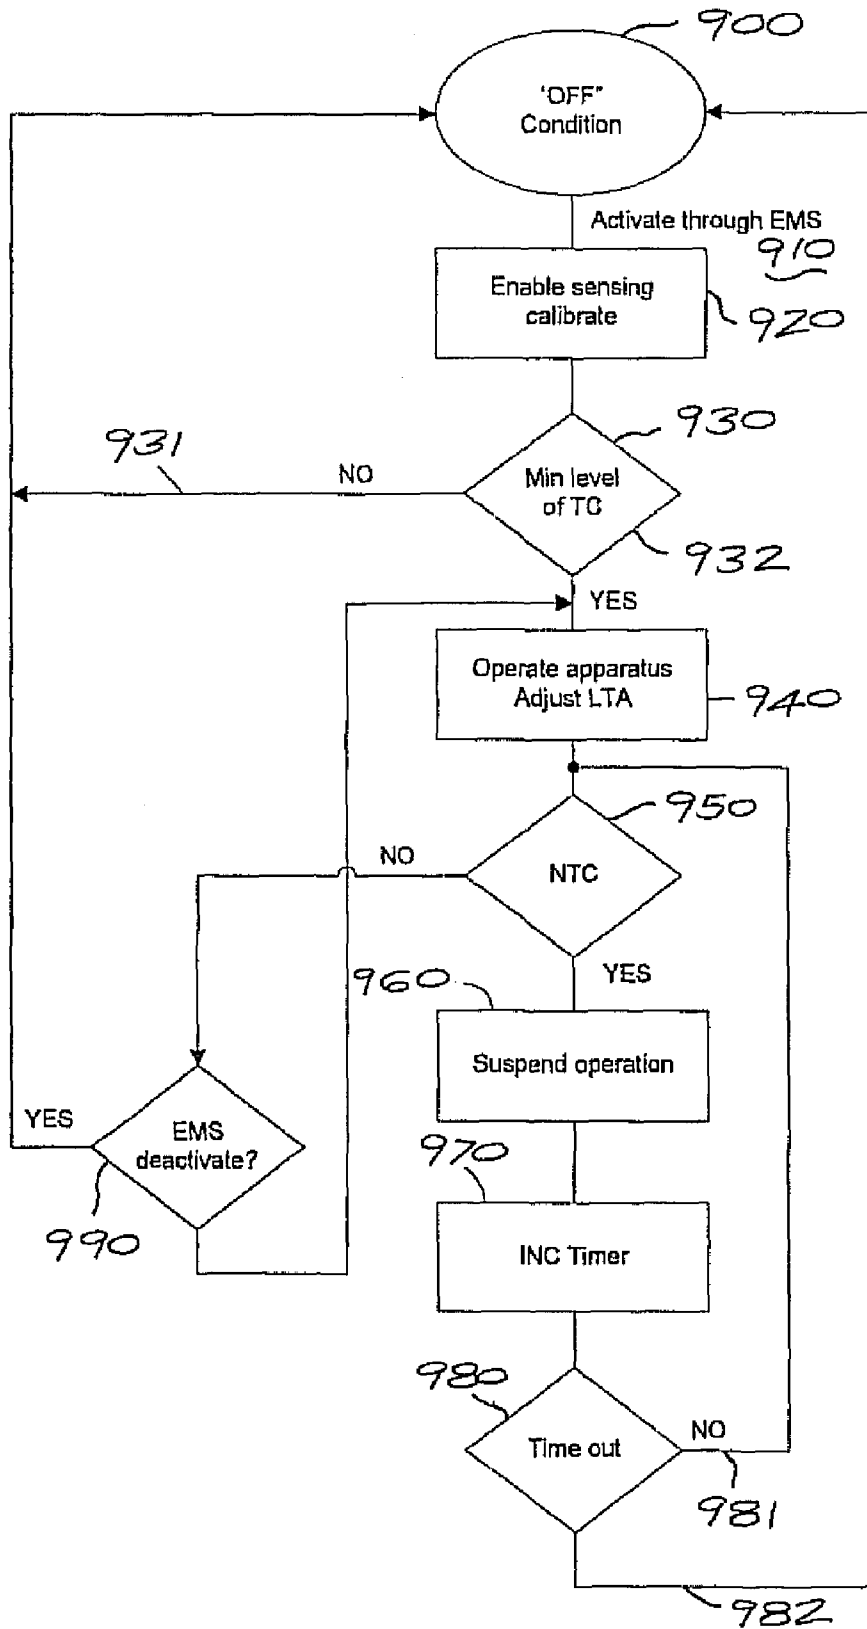 900
'OFF"
Condition
Activate through EMS
910
Enable sensing
calibrate
920
930
931
NO
Min level
of TC
932
YES
Operate apparatus
Adjust LTA
940
950
NO
NTC
YES
960
Suspend operation
YES
EMS
deactivate?
970
990
INC Timer
980
Time out
NO
981
982